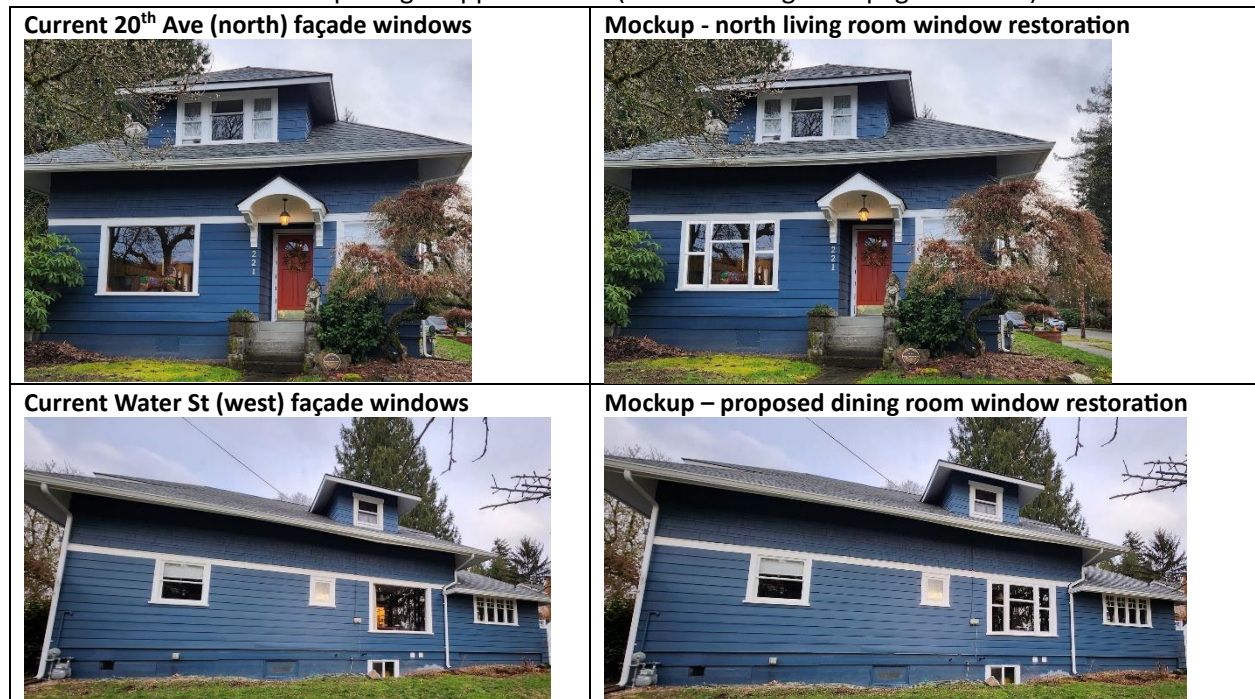 Current 20th Ave (north) façade windows
Mockup - north living room window restoration
221
221
Current Water St (west) façade windows
Mockup – proposed dining room window restoration